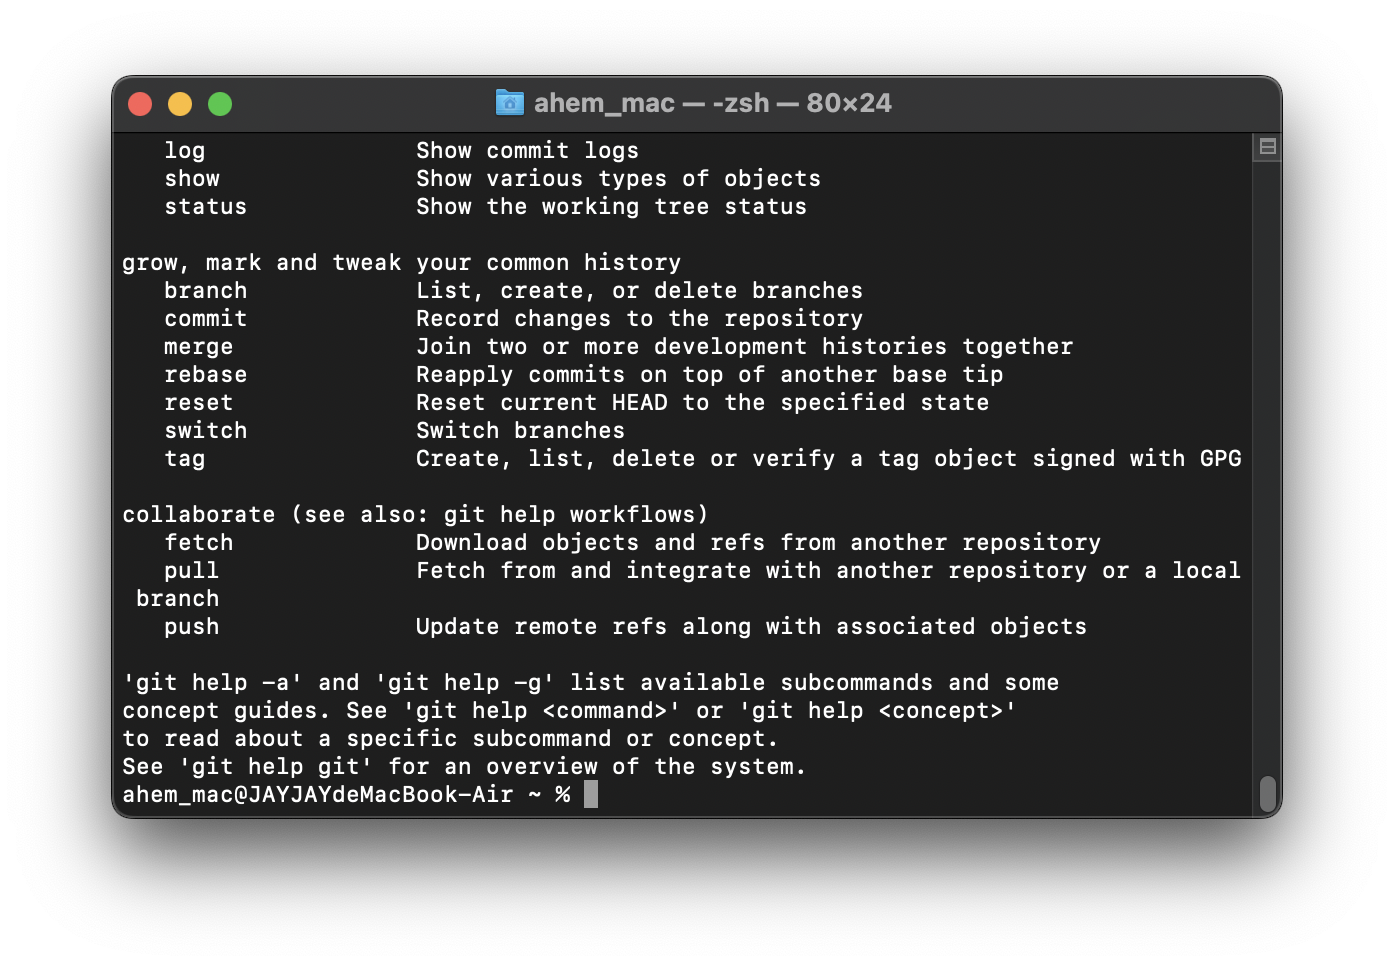 ahem_mac — -zsh — 80×24
log Show commit logs
show Show various types of objects
status Show the working tree status
grow, mark and tweak your common history
branch List, create, or delete branches
commit Record changes to the repository
merge Join two or more development histories together
rebase Reapply commits on top of another base tip
reset Reset current HEAD to the specified state
switch Switch branches
tag Create, list, delete or verify a tag object signed with GPG
collaborate (see also: git help workflows)
fetch Download objects and refs from another repository
pull Fetch from and integrate with another repository or a local
branch
push Update remote refs along with associated objects
'git help -a' and 'git help -g' list available subcommands and some
concept guides. See 'git help <command>' or 'git help <concept>'
to read about a specific subcommand or concept.
See 'git help git' for an overview of the system.
ahem_mac@JAYJAYdeMacBook-Air ~ %